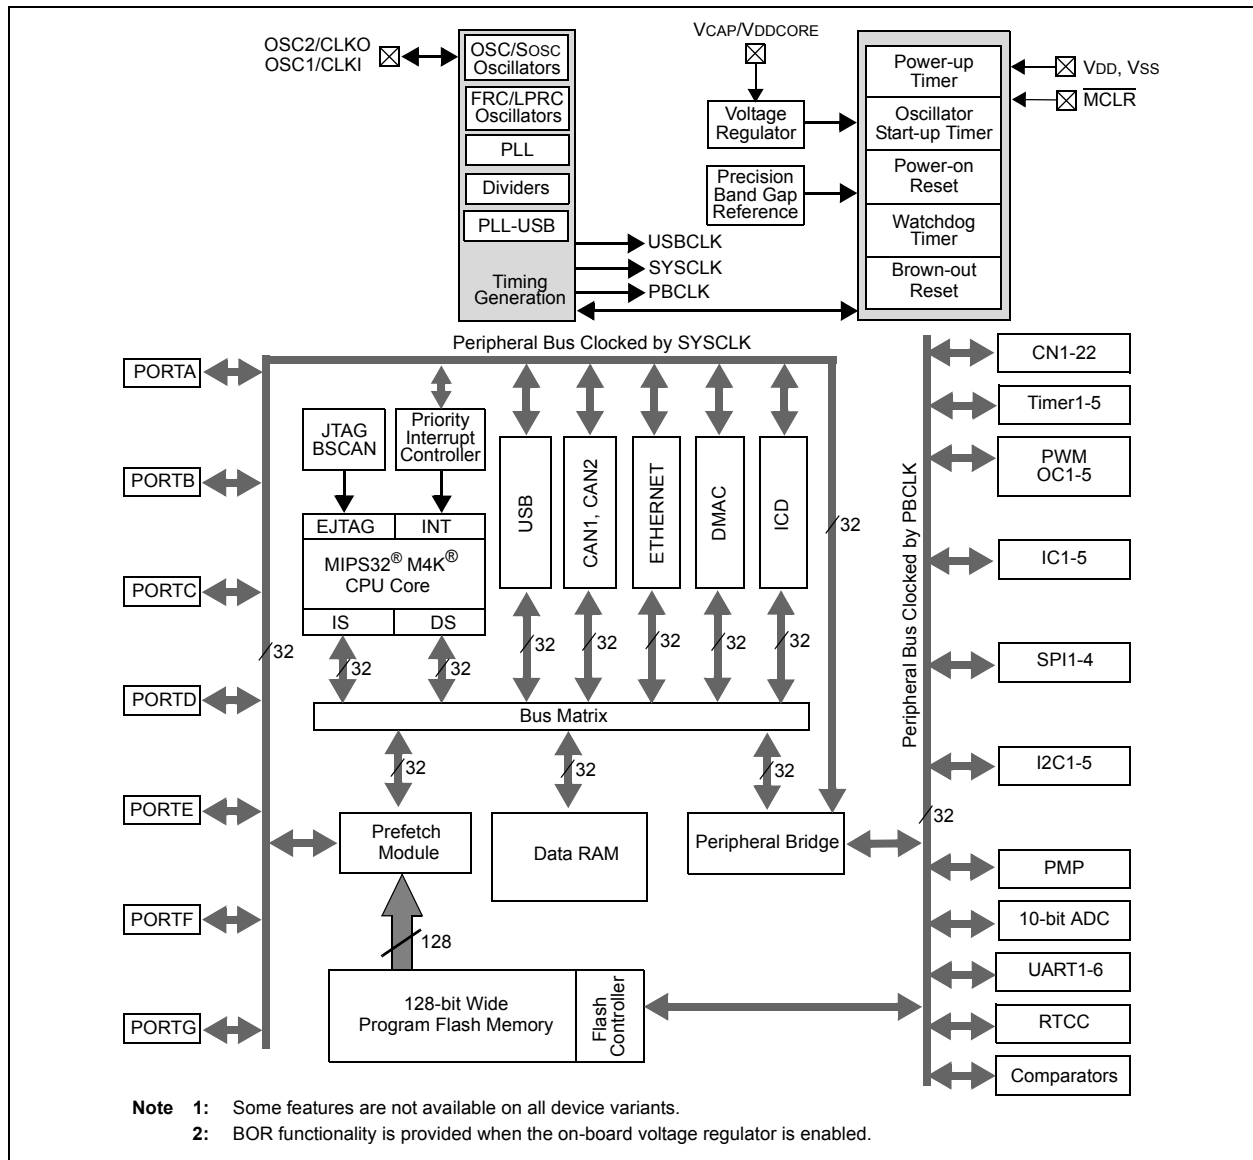 OSC2/CLKO
OSC1/CLKI
OSC/SOSC
Oscillators
FRC/LPRC
Oscillators
PLL
Dividers
PLL-USB
Timing
Generation
USBCLK
SYSCLK
PBCLK
VCAP/VDDCORE
Voltage
Regulator
Precision
Band Gap
Reference
Power-up
Timer
Oscillator
Start-up Timer
Power-on
Reset
Watchdog
Timer
Brown-out
Reset
VDD, VSS
MCLR
Peripheral Bus Clocked by SYSCLK
PORTA
PORTB
PORTC
PORTD
PORTE
PORTF
PORTG
32
JTAG
BSCAN
Priority
Interrupt
Controller
EJTAG
INT
MIPS32® M4K®
CPU Core
IS
DS
32
32
USB
CAN1, CAN2
ETHERNET
DMAC
ICD
32
32
32
32
32
32
Bus Matrix
32
32
32
Prefetch
Module
Data RAM
Peripheral Bridge
128
128-bit Wide
Program Flash Memory
Flash
Controller
Peripheral Bus Clocked by PBCLK
32
CN1-22
Timer1-5
PWM
OC1-5
IC1-5
SPI1-4
I2C1-5
PMP
10-bit ADC
UART1-6
RTCC
Comparators
Note 1: Some features are not available on all device variants.
2: BOR functionality is provided when the on-board voltage regulator is enabled.